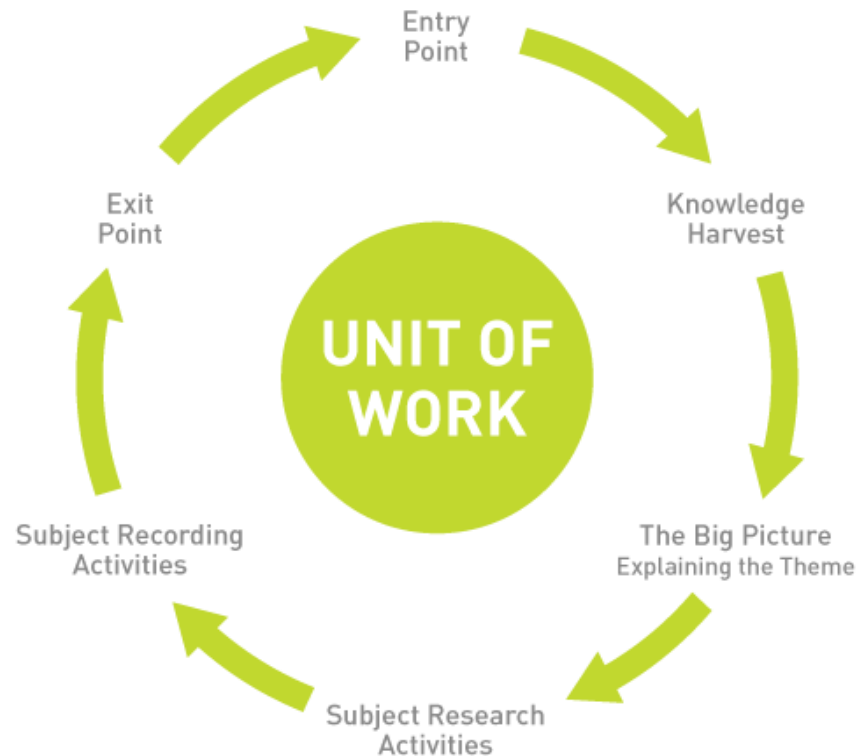 Entry
Point
Knowledge
Harvest
The Big Picture
Explaining the Theme
Subject Research
Activities
Subject Recording
Activities
Exit
Point
UNIT OF
WORK